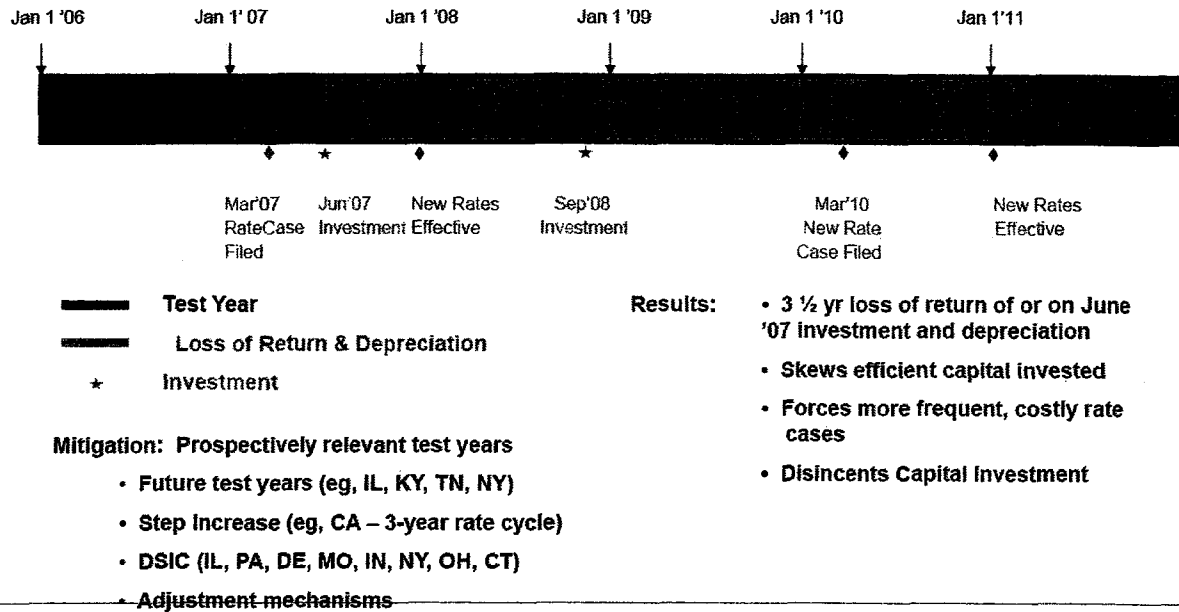 Jan 1 '06 Jan 1' 07 Jan 1 '08 Jan 1 '09 Jan 1 '10 Jan 1'11
Mar'07 Jun'07 New Rates Sep'08 Mar'10 New Rates
RateCase Investment Effective Investment New Rate Effective
Filed Case Filed
Test Year
Loss of Return & Depreciation
★ Investment
Mitigation: Prospectively relevant test years
• Future test years (eg, IL, KY, TN, NY)
• Step Increase (eg, CA – 3-year rate cycle)
• DSIC (IL, PA, DE, MO, IN, NY, OH, CT)
• Adjustment mechanisms
Results: • 3 ½ yr loss of return of or on June
'07 investment and depreciation
• Skews efficient capital invested
• Forces more frequent, costly rate
cases
• Disincents Capital Investment